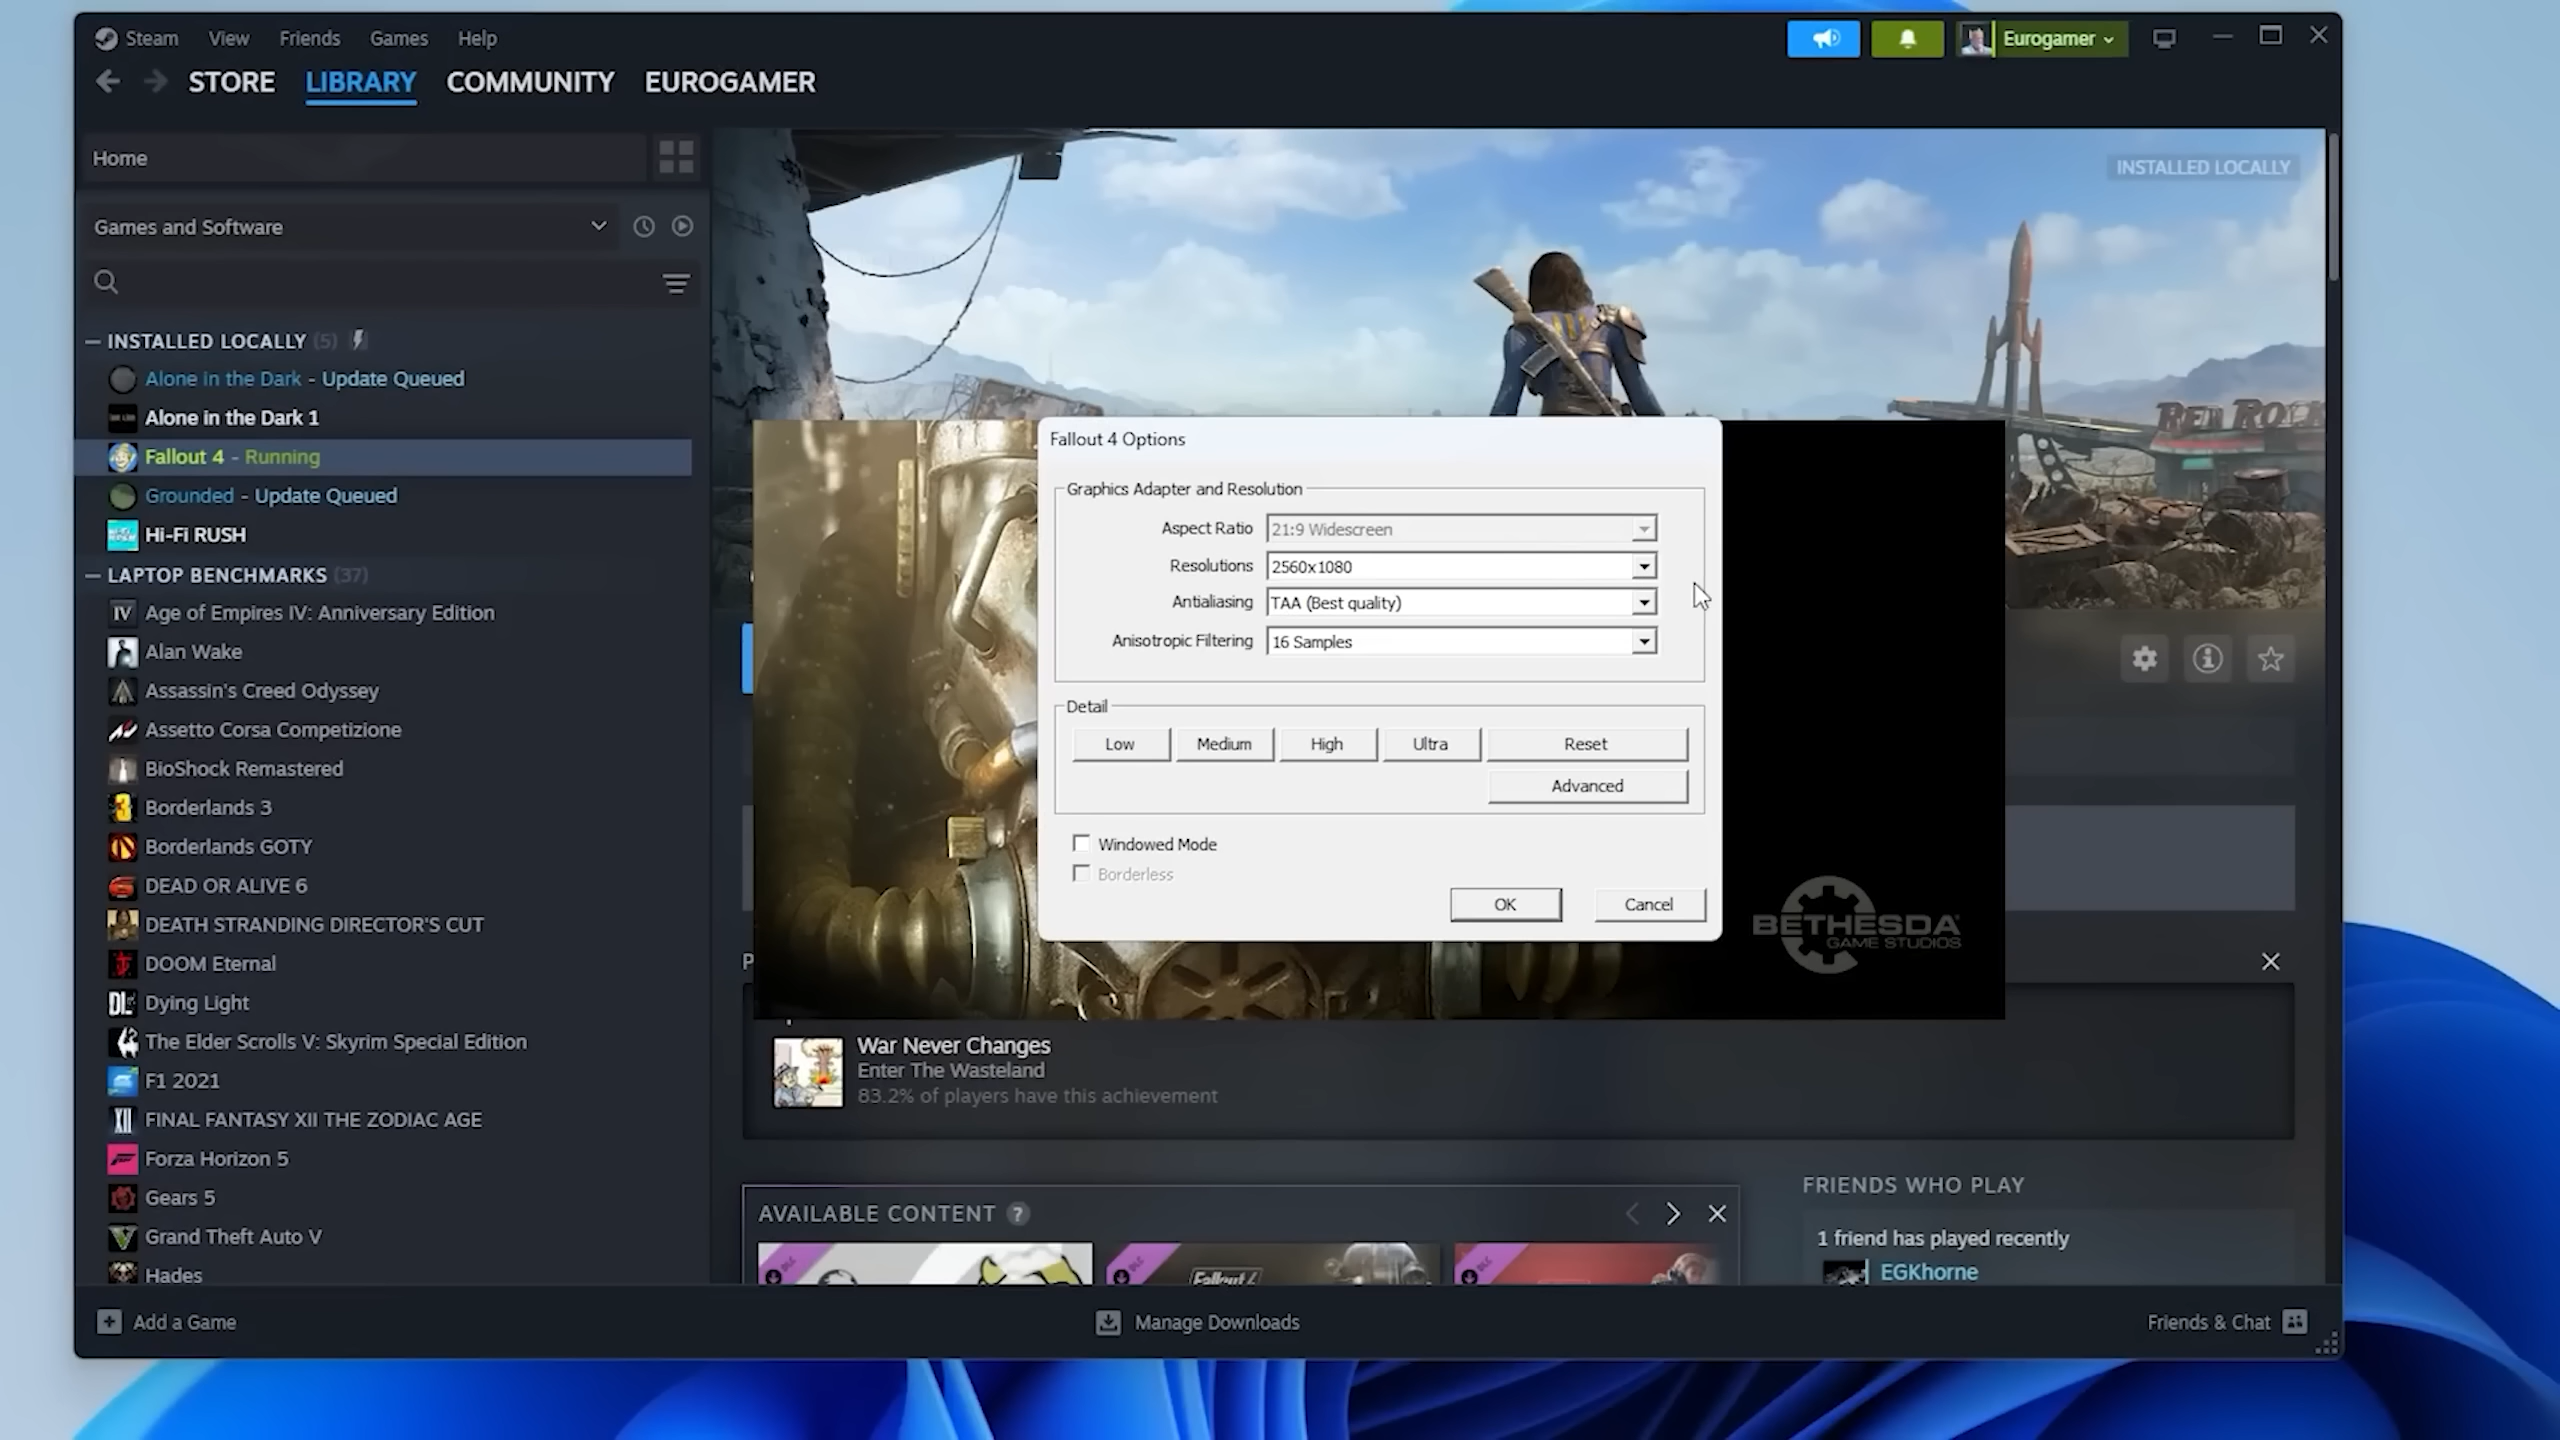 Steam View Friends Games Help
Eurogamer
STORE LIBRARY COMMUNITY EUROGAMER
Home
Games and Software
INSTALLED LOCALLY (5)
Alone in the Dark - Update Queued
Alone in the Dark 1
Fallout 4 - Running
Grounded - Update Queued
Hi-Fi RUSH
LAPTOP BENCHMARKS (37)
Age of Empires IV: Anniversary Edition
Alan Wake
Assassin's Creed Odyssey
Assetto Corsa Competizione
BioShock Remastered
Borderlands 3
Borderlands GOTY
DEAD OR ALIVE 6
DEATH STRANDING DIRECTOR'S CUT
DOOM Eternal
Dying Light
The Elder Scrolls V: Skyrim Special Edition
F1 2021
FINAL FANTASY XII THE ZODIAC AGE
Forza Horizon 5
Gears 5
Grand Theft Auto V
Hades
INSTALLED LOCALLY
RED RO
Fallout 4 Options
Graphics Adapter and Resolution
Aspect Ratio 21:9 Widescreen
Resolutions 2560x1080
Antialiasing TAA (Best quality)
Anisotropic Filtering 16 Samples
Detail
Low Medium High Ultra Reset
Advanced
Windowed Mode
Borderless
OK Cancel
BETHESDA
GAME STUDIOS
War Never Changes
Enter The Wasteland
83.2% of players have this achievement
AVAILABLE CONTENT ?
DLC DLC DLC
Fallout 4
FRIENDS WHO PLAY
1 friend has played recently
EGKhorne
Add a Game
Manage Downloads
Friends & Chat